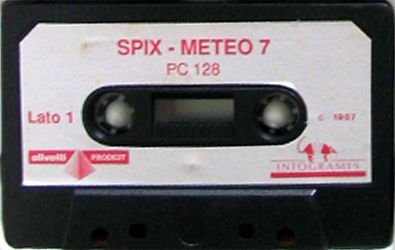 SPIX - METEO 7
PC 128
Lato 1
© 1987
olivetti PRODEST
INFOGRAMES